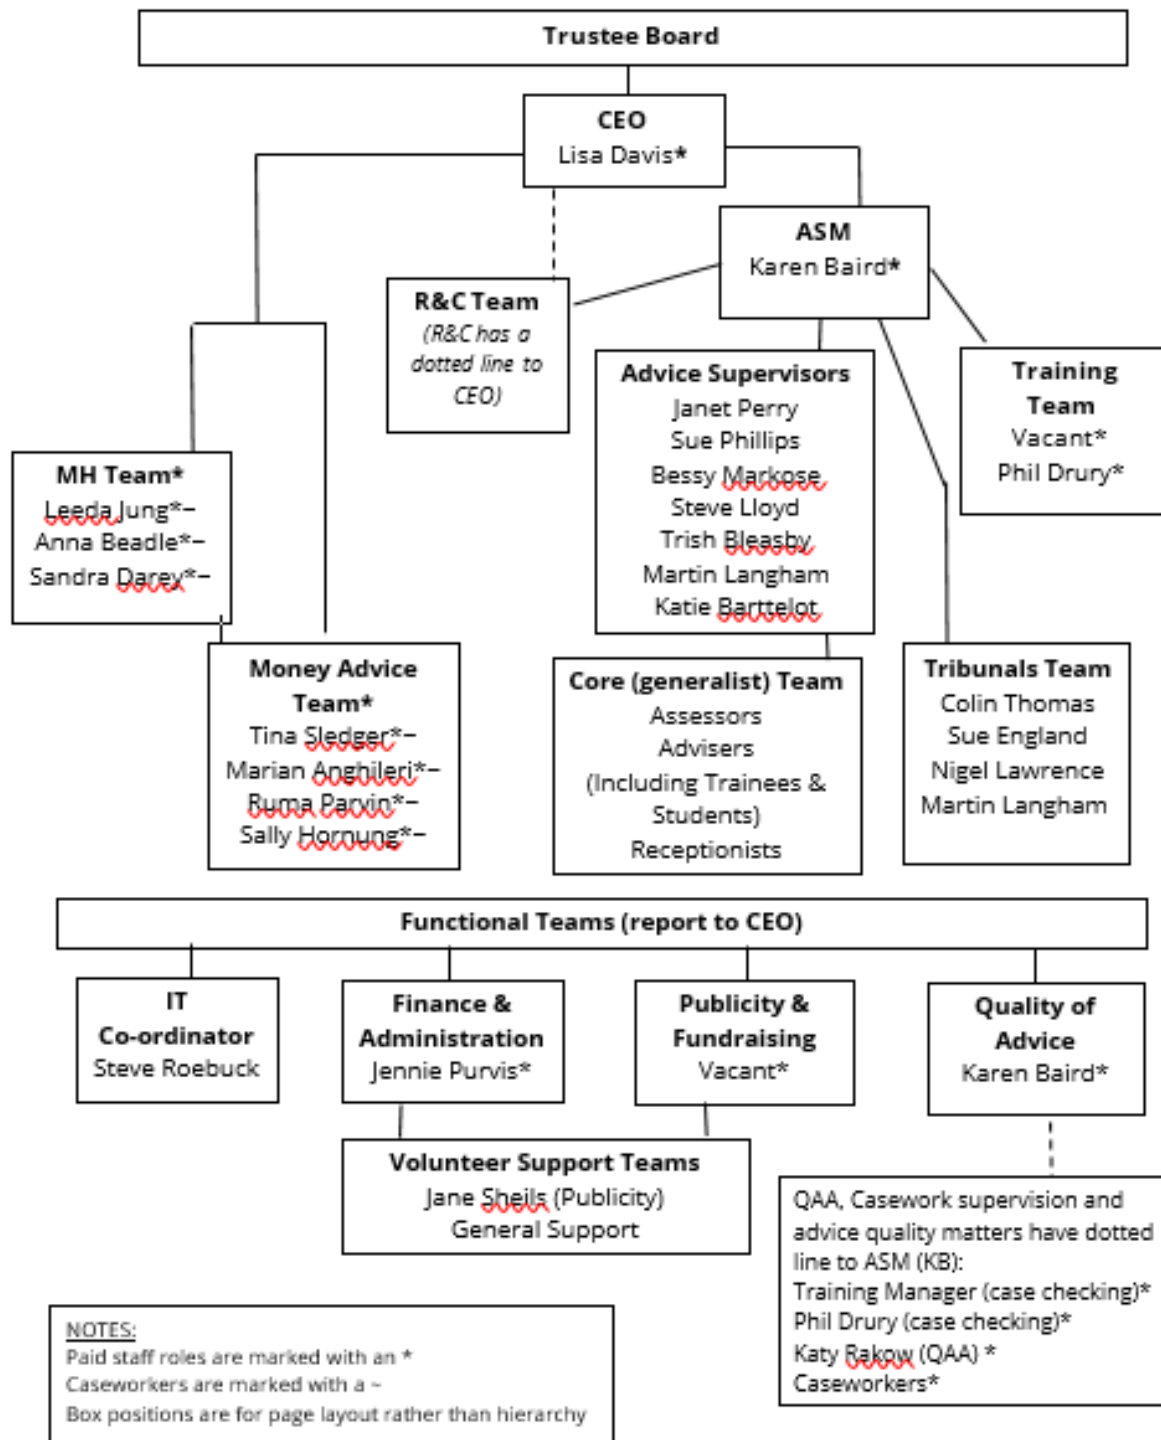 Trustee Board
CEO
Lisa Davis*
ASM
Karen Baird*
R&C Team
(R&C has a
dotted line to
CEO)
Advice Supervisors
Janet Perry
Sue Phillips
Bessy Markose
Steve Lloyd
Trish Bleasby
Martin Langham
Katie Barttelot
Training
Team
Vacant*
Phil Drury*
MH Team*
Leeda Jung*~
Anna Beadle*~
Sandra Darey*~
Money Advice
Team*
Tina Sledger*~
Marian Anghileri*~
Ruma Parvin*~
Sally Hornung*~
Core (generalist) Team
Assessors
Advisers
(Including Trainees &
Students)
Receptionists
Tribunals Team
Colin Thomas
Sue England
Nigel Lawrence
Martin Langham
Functional Teams (report to CEO)
IT
Co-ordinator
Steve Roebuck
Finance &
Administration
Jennie Purvis*
Publicity &
Fundraising
Vacant*
Quality of
Advice
Karen Baird*
Volunteer Support Teams
Jane Sheils (Publicity)
General Support
QAA, Casework supervision and
advice quality matters have dotted
line to ASM (KB):
Training Manager (case checking)*
Phil Drury (case checking)*
Katy Rakow (QAA) *
Caseworkers*
NOTES:
Paid staff roles are marked with an *
Caseworkers are marked with a ~
Box positions are for page layout rather than hierarchy